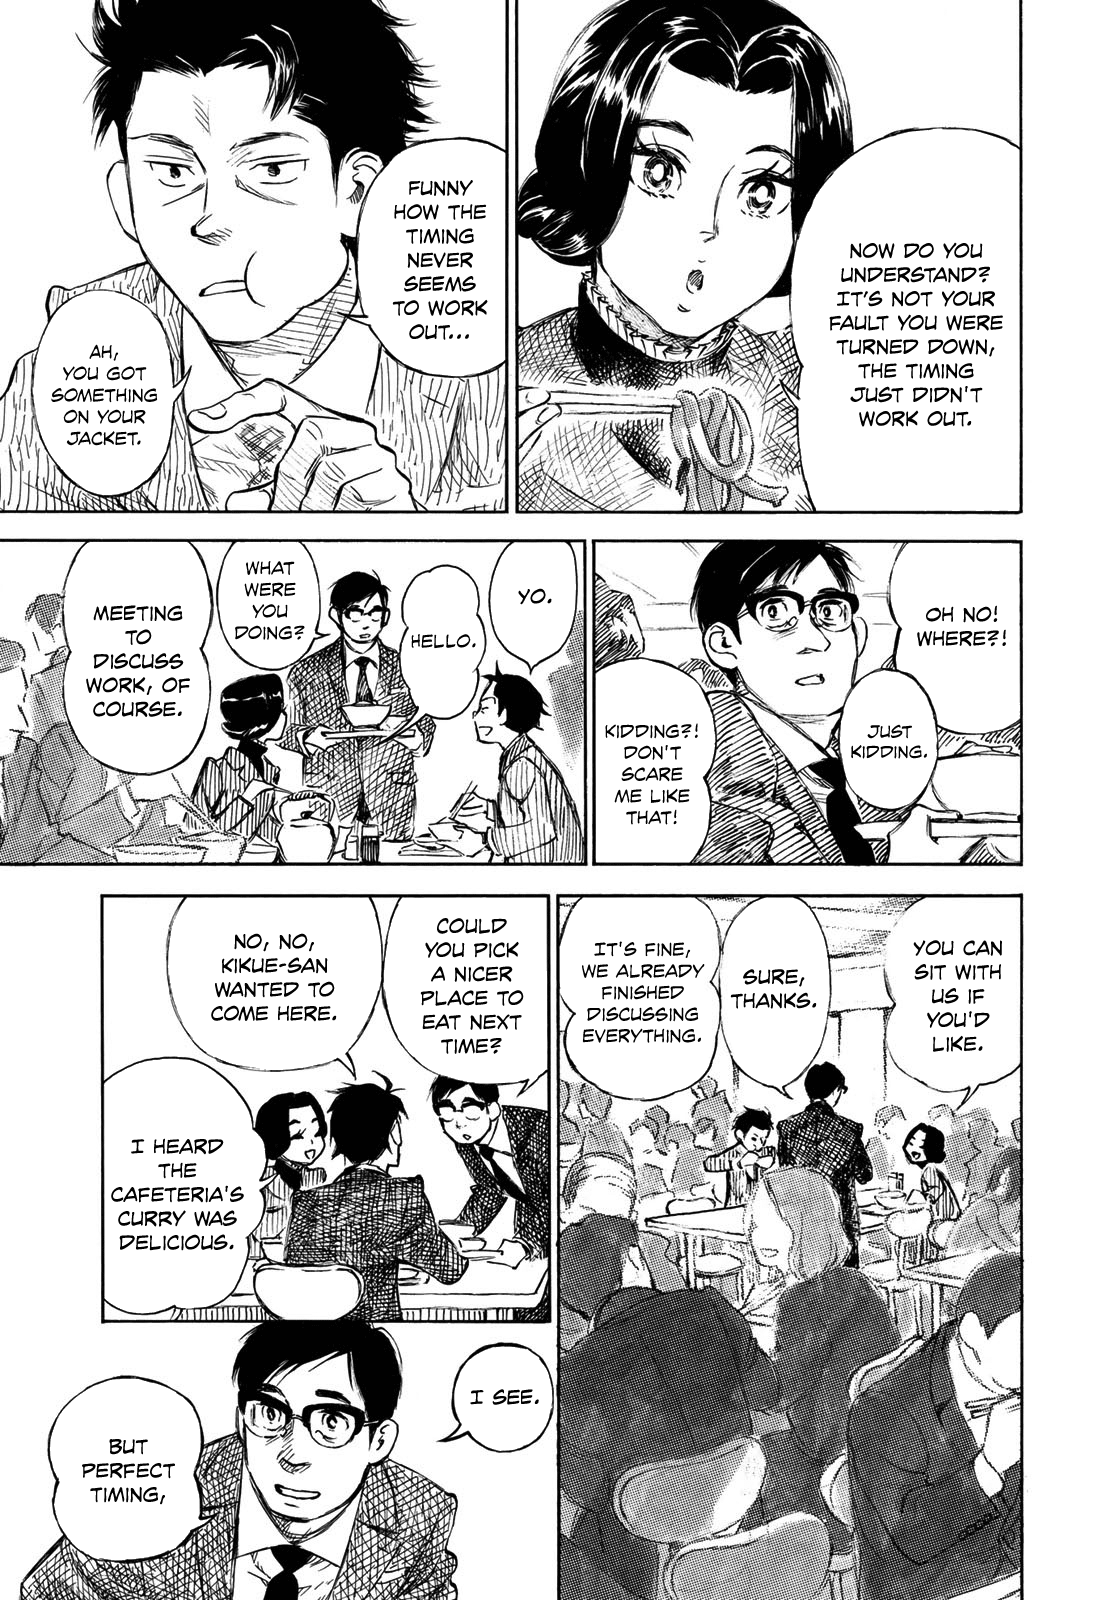 NOW DO YOU
UNDERSTAND?
IT'S NOT YOUR
FAULT YOU WERE
TURNED DOWN,
THE TIMING
JUST DIDN'T
WORK OUT.
FUNNY
HOW THE
TIMING
NEVER
SEEMS
TO WORK
OUT...
AH,
YOU GOT
SOMETHING
ON YOUR
JACKET.
OH NO!
WHERE?!
JUST
KIDDING.
KIDDING?!
DON'T
SCARE
ME LIKE
THAT!
YO.
HELLO.
WHAT
WERE
YOU
DOING?
MEETING
TO
DISCUSS
WORK, OF
COURSE.
YOU CAN
SIT WITH
US IF
YOU'D
LIKE.
SURE,
THANKS.
IT'S FINE,
WE ALREADY
FINISHED
DISCUSSING
EVERYTHING.
COULD
YOU PICK
A NICER
PLACE TO
EAT NEXT
TIME?
NO, NO,
KIKUE-SAN
WANTED TO
COME HERE.
I HEARD
THE
CAFETERIA'S
CURRY WAS
DELICIOUS.
I SEE.
BUT
PERFECT
TIMING,